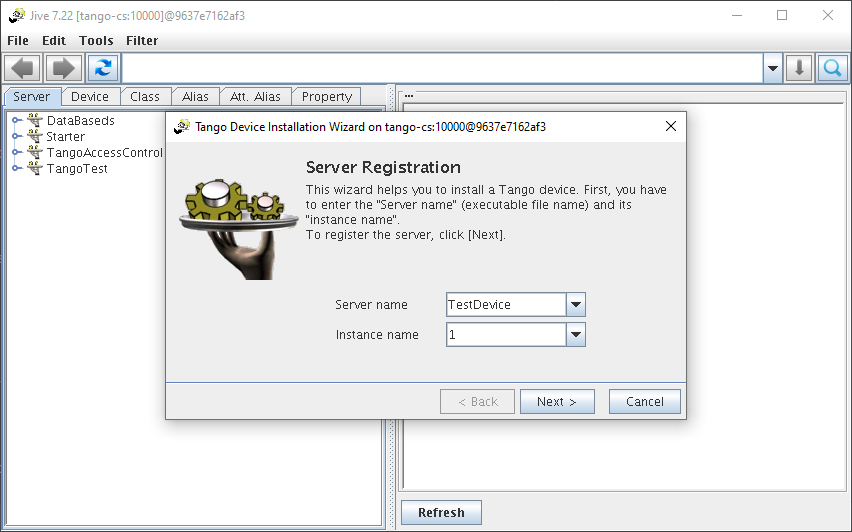 Jive 7.22 [tango-cs:10000]@9637e7162af3
File Edit Tools Filter
Server Device Class Alias Att. Alias Property
...
DataBaseds
Starter
TangoAccessControl
TangoTest
Tango Device Installation Wizard on tango-cs:10000@9637e7162af3
Server Registration
This wizard helps you to install a Tango device. First, you have
to enter the "Server name" (executable file name) and its
"instance name".
To register the server, click [Next].
Server name TestDevice
Instance name 1
< Back Next > Cancel
Refresh